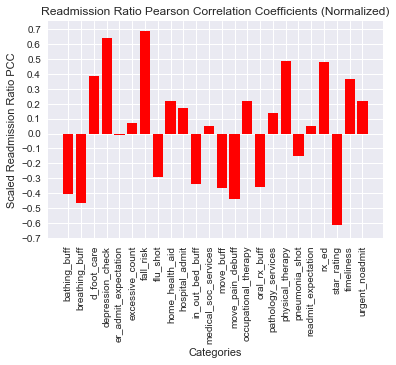 Readmission Ratio Pearson Correlation Coefficients (Normalized)
Scaled Readmission Ratio PCC
0.7
0.6
0.5
0.4
0.3
0.2
0.1
0.0
−0.1
−0.2
−0.3
−0.4
−0.5
−0.6
−0.7
bathing_buff
breathing_buff
d_foot_care
depression_check
er_admit_expectation
excessive_count
fall_risk
flu_shot
home_health_aid
hospital_admit
in_out_bed_buff
medical_soc_services
move_buff
move_pain_debuff
occupational_therapy
oral_rx_buff
pathology_services
physical_therapy
pneumonia_shot
readmit_expectation
rx_ed
star_rating
timeliness
urgent_noadmit
Categories